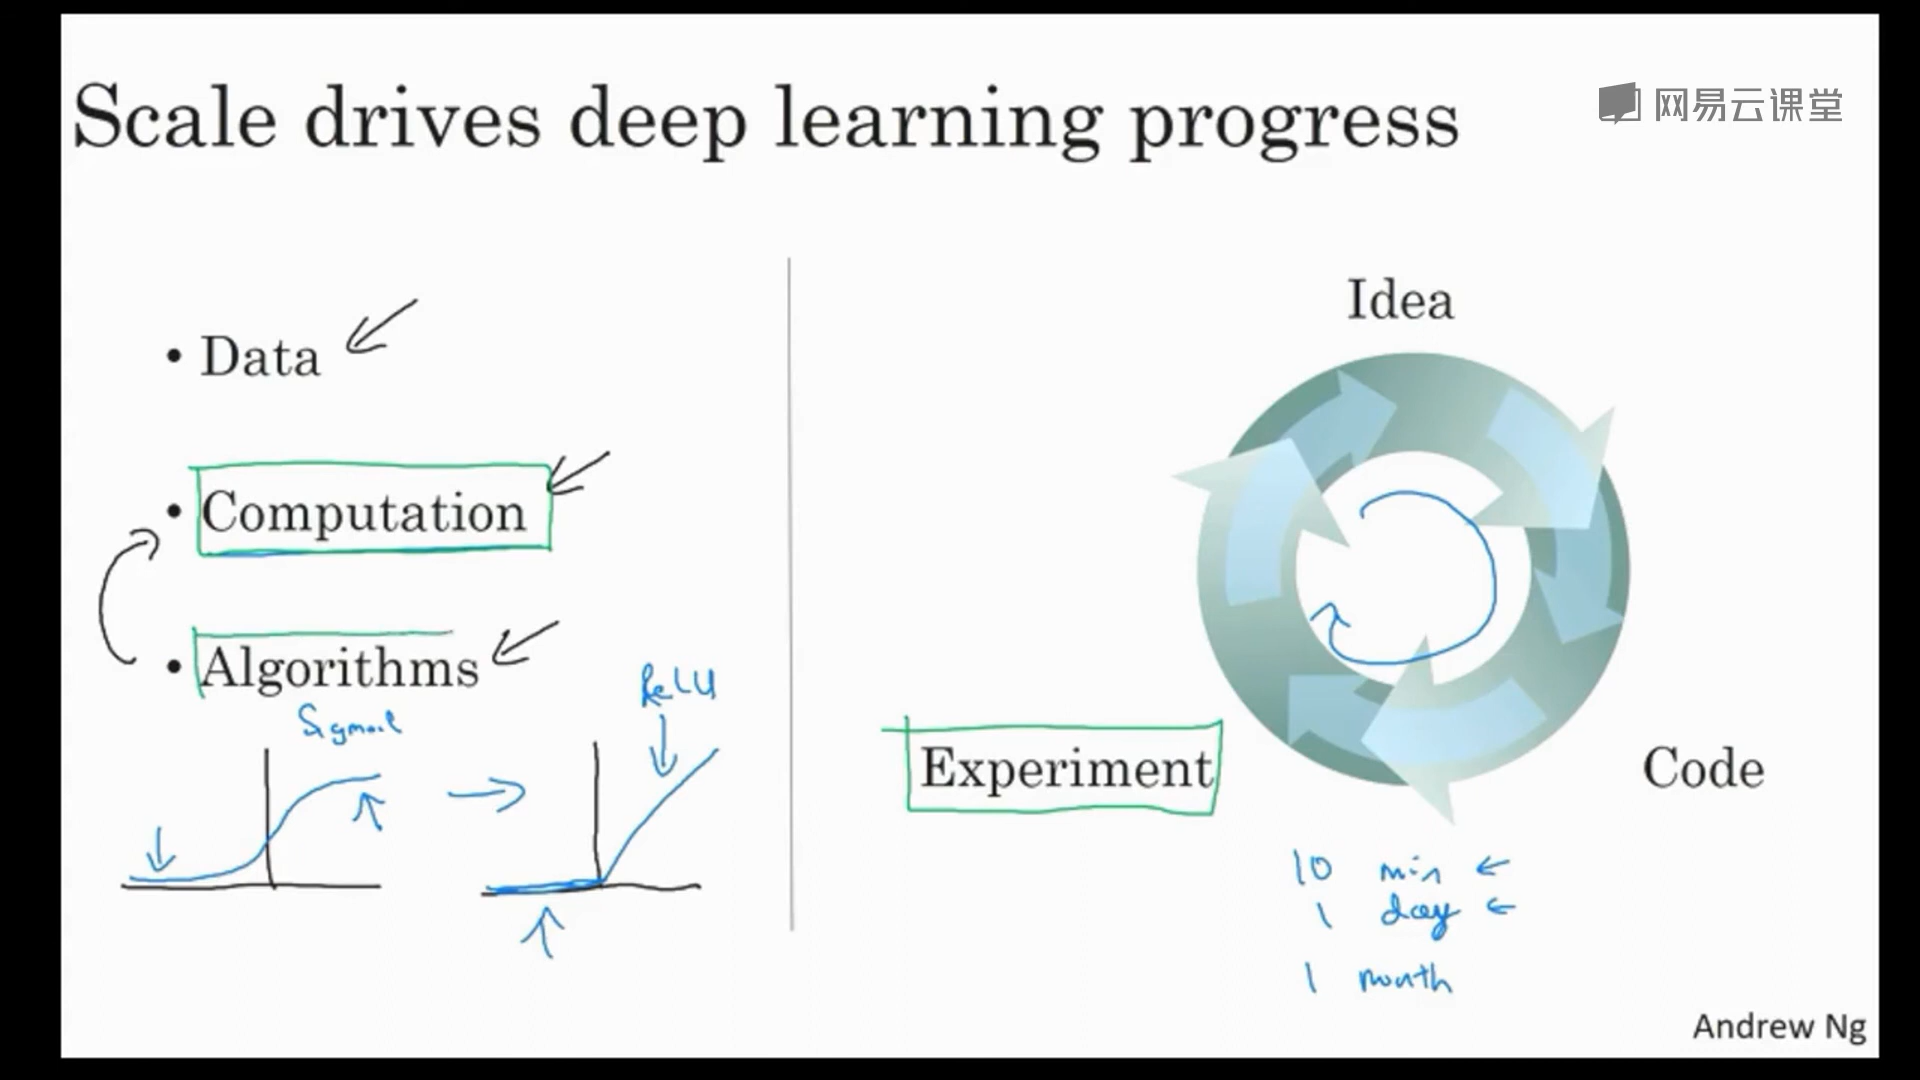 Scale drives deep learning progress
网易云课堂
• Data
• Computation
• Algorithms
ReLU
Idea
Experiment
Code
10 min
1 day
1 month
Andrew Ng